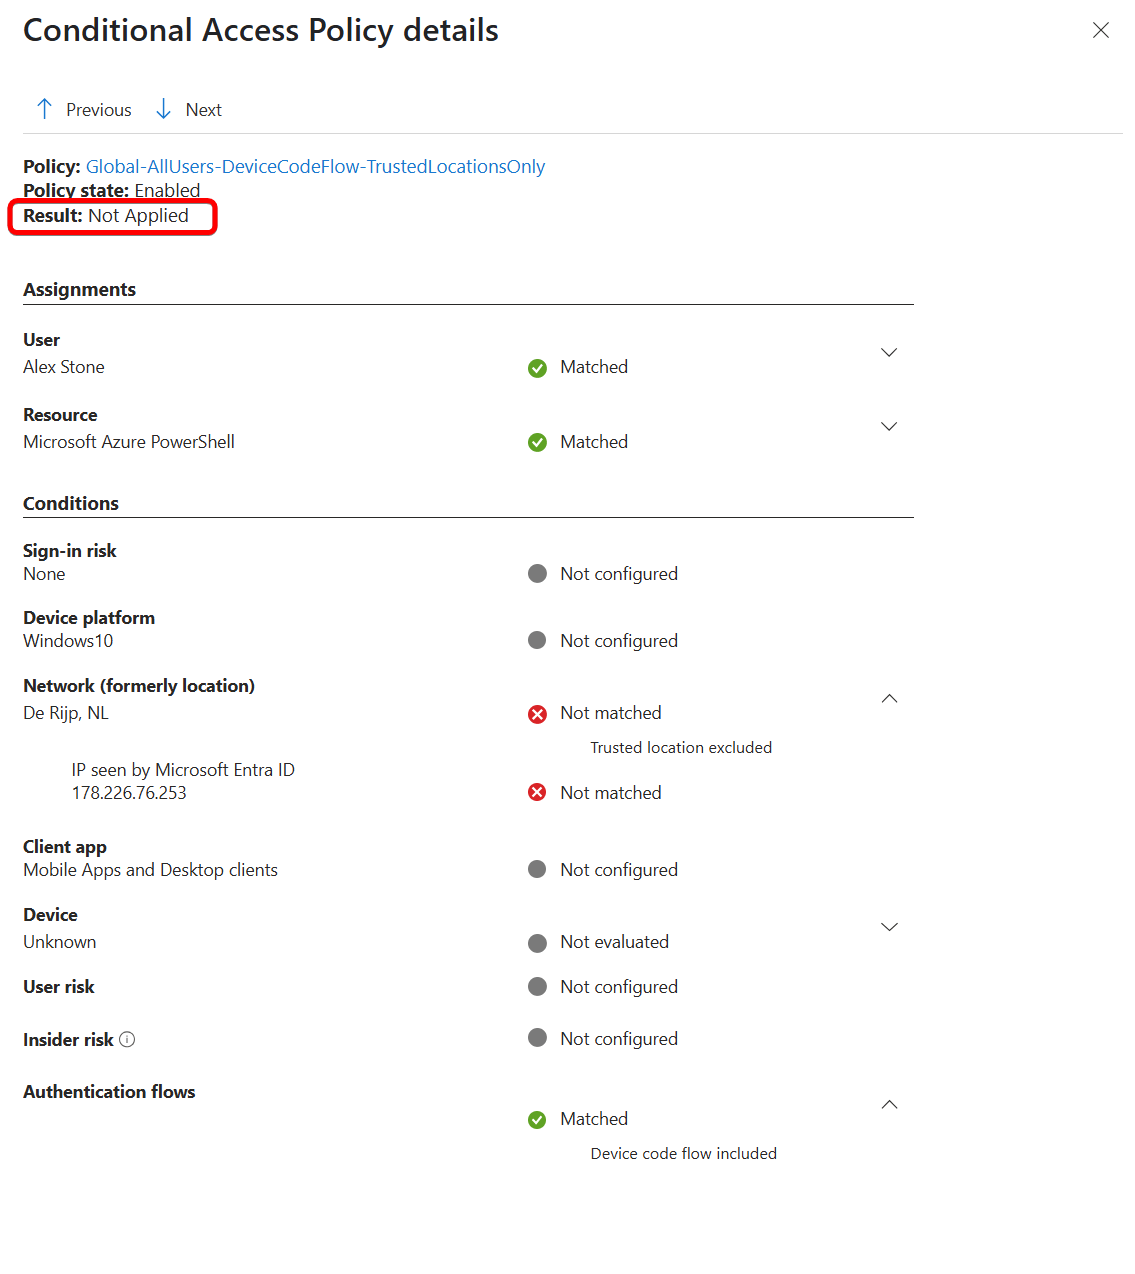 Conditional Access Policy details
Previous Next
Policy: Global-AllUsers-DeviceCodeFlow-TrustedLocationsOnly
Policy state: Enabled
Result: Not Applied
Assignments
User
Alex Stone Matched
Resource
Microsoft Azure PowerShell Matched
Conditions
Sign-in risk
None Not configured
Device platform
Windows10 Not configured
Network (formerly location)
De Rijp, NL Not matched
Trusted location excluded
IP seen by Microsoft Entra ID
178.226.76.253 Not matched
Client app
Mobile Apps and Desktop clients Not configured
Device
Unknown Not evaluated
User risk Not configured
Insider risk Not configured
Authentication flows
Matched
Device code flow included